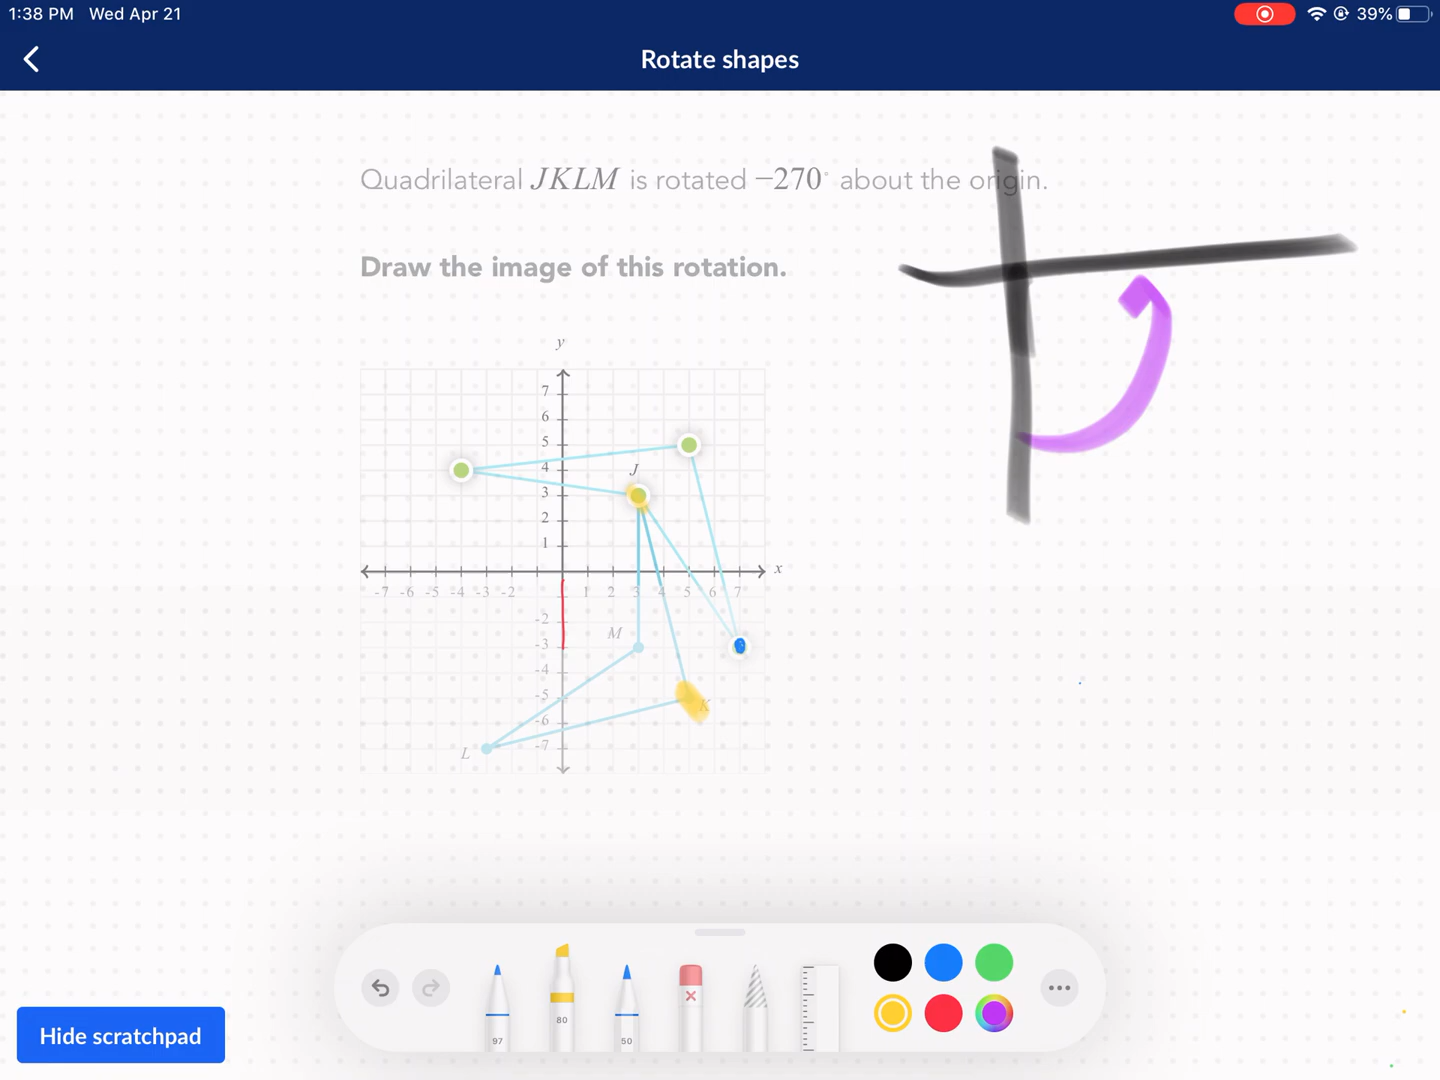 1:38 PM Wed Apr 21
39%
Rotate shapes
Quadrilateral JKLM is rotated −270° about the origin.
Draw the image of this rotation.
y
7
6
5
4
3
2
1
J
x
-7 -6 -5 -4 -3 -2 1 2 3 4 5 6 7
-2
-3
-4
-5
-6
-7
M
K
L
97
80
50
Hide scratchpad